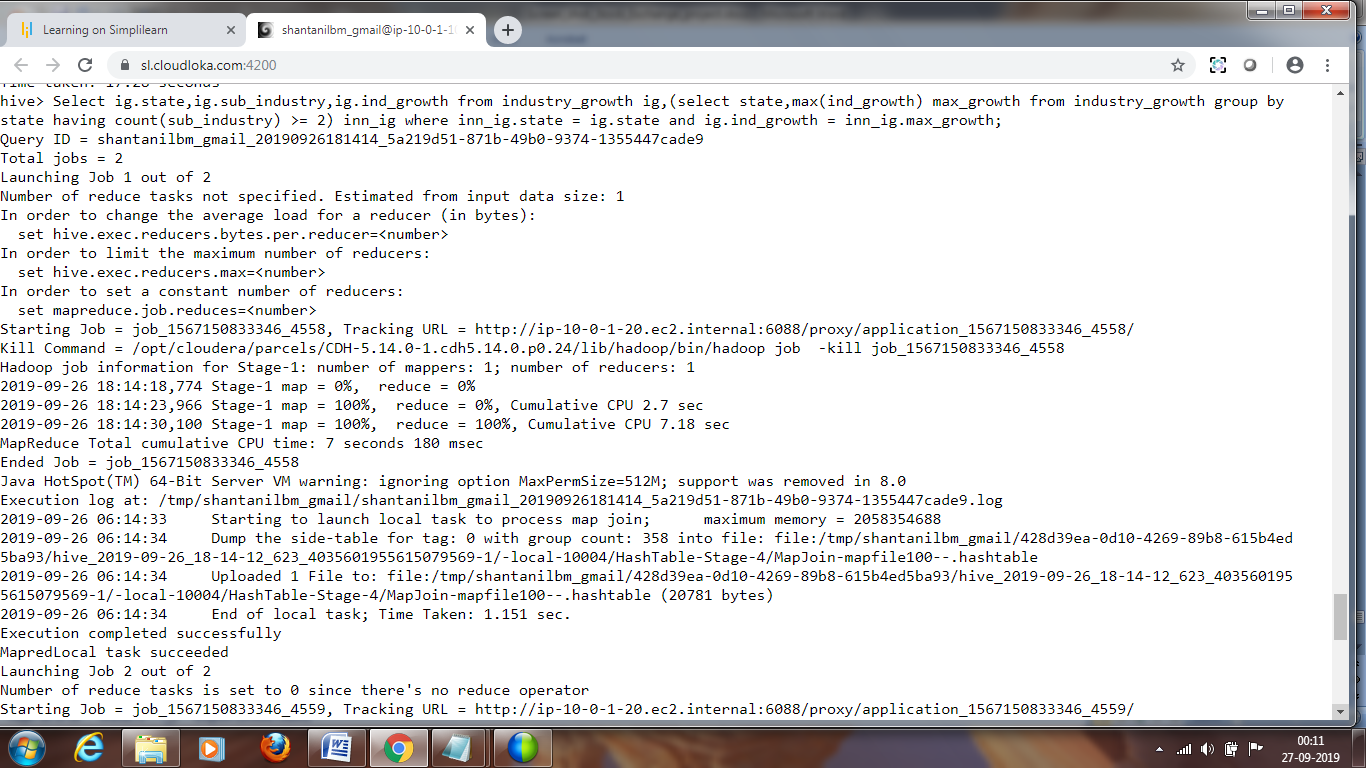 Learning on Simplilearn
shantanilbm_gmail@ip-10-0-1-10
sl.cloudloka.com:4200
Time taken: 17.28 seconds
hive> Select ig.state,ig.sub_industry,ig.ind_growth from industry_growth ig,(select state,max(ind_growth) max_growth from industry_growth group by
state having count(sub_industry) >= 2) inn_ig where inn_ig.state = ig.state and ig.ind_growth = inn_ig.max_growth;
Query ID = shantanilbm_gmail_20190926181414_5a219d51-871b-49b0-9374-1355447cade9
Total jobs = 2
Launching Job 1 out of 2
Number of reduce tasks not specified. Estimated from input data size: 1
In order to change the average load for a reducer (in bytes):
  set hive.exec.reducers.bytes.per.reducer=<number>
In order to limit the maximum number of reducers:
  set hive.exec.reducers.max=<number>
In order to set a constant number of reducers:
  set mapreduce.job.reduces=<number>
Starting Job = job_1567150833346_4558, Tracking URL = http://ip-10-0-1-20.ec2.internal:6088/proxy/application_1567150833346_4558/
Kill Command = /opt/cloudera/parcels/CDH-5.14.0-1.cdh5.14.0.p0.24/lib/hadoop/bin/hadoop job  -kill job_1567150833346_4558
Hadoop job information for Stage-1: number of mappers: 1; number of reducers: 1
2019-09-26 18:14:18,774 Stage-1 map = 0%,  reduce = 0%
2019-09-26 18:14:23,966 Stage-1 map = 100%,  reduce = 0%, Cumulative CPU 2.7 sec
2019-09-26 18:14:30,100 Stage-1 map = 100%,  reduce = 100%, Cumulative CPU 7.18 sec
MapReduce Total cumulative CPU time: 7 seconds 180 msec
Ended Job = job_1567150833346_4558
Java HotSpot(TM) 64-Bit Server VM warning: ignoring option MaxPermSize=512M; support was removed in 8.0
Execution log at: /tmp/shantanilbm_gmail/shantanilbm_gmail_20190926181414_5a219d51-871b-49b0-9374-1355447cade9.log
2019-09-26 06:14:33     Starting to launch local task to process map join;      maximum memory = 2058354688
2019-09-26 06:14:34     Dump the side-table for tag: 0 with group count: 358 into file: file:/tmp/shantanilbm_gmail/428d39ea-0d10-4269-89b8-615b4ed
5ba93/hive_2019-09-26_18-14-12_623_4035601955615079569-1/-local-10004/HashTable-Stage-4/MapJoin-mapfile100--.hashtable
2019-09-26 06:14:34     Uploaded 1 File to: file:/tmp/shantanilbm_gmail/428d39ea-0d10-4269-89b8-615b4ed5ba93/hive_2019-09-26_18-14-12_623_403560195
5615079569-1/-local-10004/HashTable-Stage-4/MapJoin-mapfile100--.hashtable (20781 bytes)
2019-09-26 06:14:34     End of local task; Time Taken: 1.151 sec.
Execution completed successfully
MapredLocal task succeeded
Launching Job 2 out of 2
Number of reduce tasks is set to 0 since there's no reduce operator
Starting Job = job_1567150833346_4559, Tracking URL = http://ip-10-0-1-20.ec2.internal:6088/proxy/application_1567150833346_4559/
00:11
27-09-2019